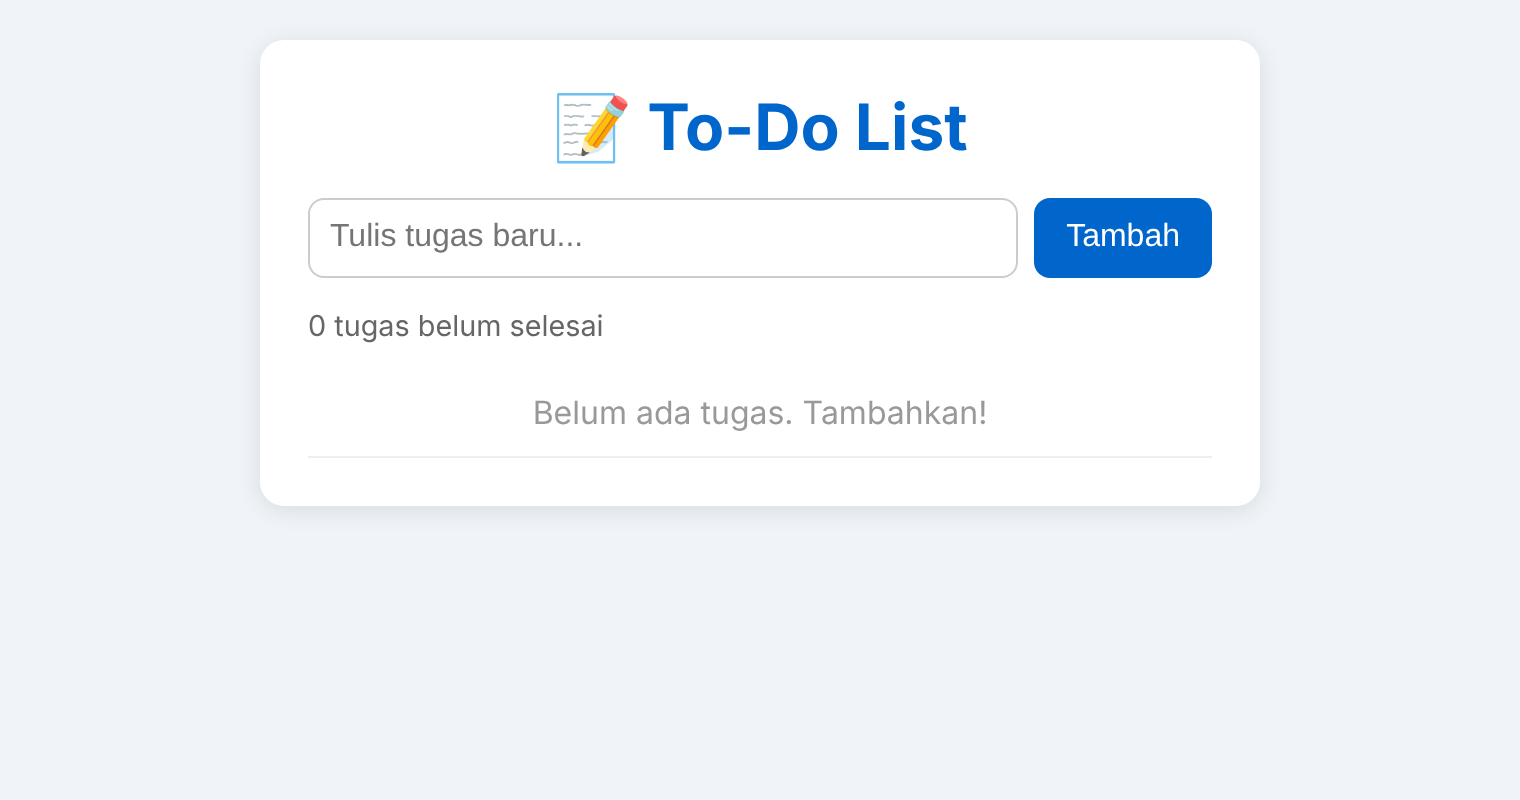 📝 To-Do List
Tulis tugas baru...
Tambah
0 tugas belum selesai
Belum ada tugas. Tambahkan!